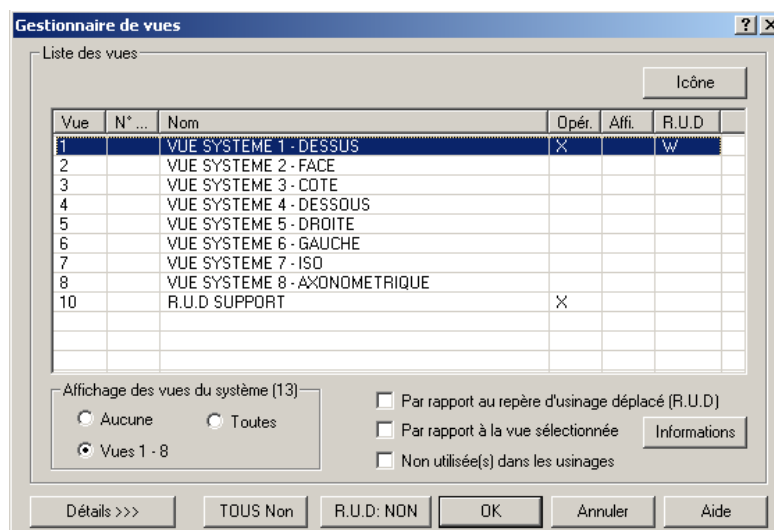 Gestionnaire de vues
Liste des vues
Icône
Vue N° ... Nom Opér. Affi. R.U.D
1 VUE SYSTEME 1 - DESSUS X W
2 VUE SYSTEME 2 - FACE
3 VUE SYSTEME 3 - COTE
4 VUE SYSTEME 4 - DESSOUS
5 VUE SYSTEME 5 - DROITE
6 VUE SYSTEME 6 - GAUCHE
7 VUE SYSTEME 7 - ISO
8 VUE SYSTEME 8 - AXONOMETRIQUE
10 R.U.D SUPPORT X
Affichage des vues du système (13)
Aucune Toutes
Vues 1 - 8
Par rapport au repère d'usinage déplacé (R.U.D)
Par rapport à la vue sélectionnée Informations
Non utilisée(s) dans les usinages
Détails >>> TOUS Non R.U.D: NON OK Annuler Aide